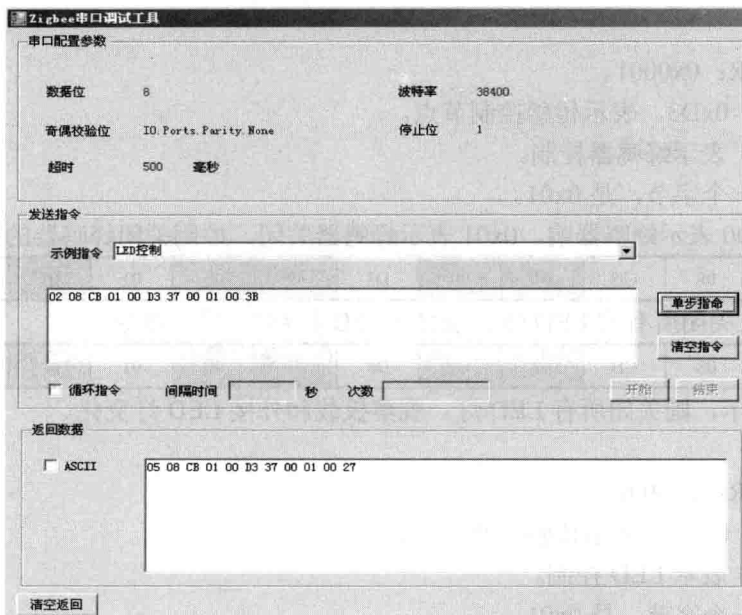 Zigbee串口调试工具
串口配置参数
数据位 8 波特率 38400
奇偶校验位 IO.Ports.Parity.None 停止位 1
超时 500 毫秒
发送指令
示例指令 LED控制
02 08 CB 01 00 D3 37 00 01 00 3B
单步指命
清空指令
循环指令 间隔时间 秒 次数 开始 结束
返回数据
ASCII 05 08 CB 01 00 D3 37 00 01 00 27
清空返回